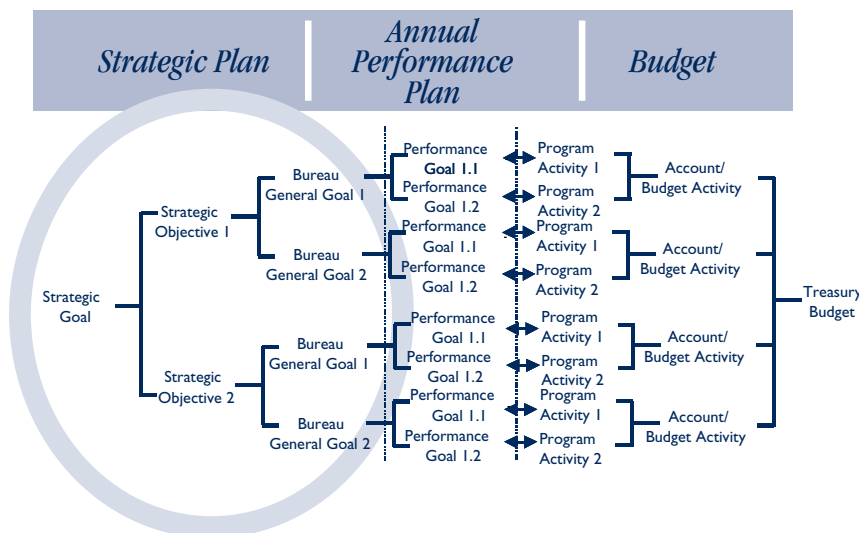 Strategic Plan
Annual
Performance
Plan
Budget
Strategic
Goal
Strategic
Objective 1
Strategic
Objective 2
Bureau
General Goal 1
Bureau
General Goal 2
Bureau
General Goal 1
Bureau
General Goal 2
Performance
Goal 1.1
Performance
Goal 1.2
Performance
Goal 1.1
Performance
Goal 1.2
Performance
Goal 1.1
Performance
Goal 1.2
Performance
Goal 1.1
Performance
Goal 1.2
Program
Activity 1
Program
Activity 2
Program
Activity 1
Program
Activity 2
Program
Activity 1
Program
Activity 2
Program
Activity 1
Program
Activity 2
Account/
Budget Activity
Account/
Budget Activity
Account/
Budget Activity
Account/
Budget Activity
Treasury
Budget